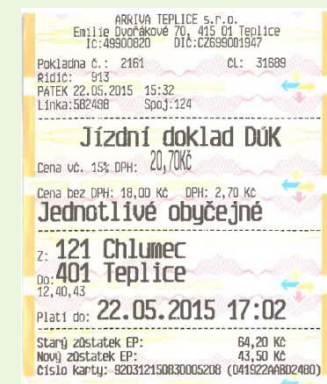 ARRIVA TEPLICE s.r.o.
Emilie Dvořákové 70, 415 01 Teplice
IČ:49900820 DIČ:CZ699001947
Pokladna č.: 2161 ČL: 31689
Řidič: 913
PÁTEK 22.05.2015 15:32
Linka:582488 Spoj:124
Jízdní doklad DÚK
Cena vč. 15% DPH: 20,70Kč
Cena bez DPH: 18,00 Kč DPH: 2,70 Kč
Jednotlivé obyčejné
Z: 121 Chlumec
Do: 401 Teplice
12,40,43
Platí do: 22.05.2015 17:02
Starý zůstatek EP: 64,20 Kč
Nový zůstatek EP: 43,50 Kč
Číslo karty: 920312150830005208 (041922AABD2480)